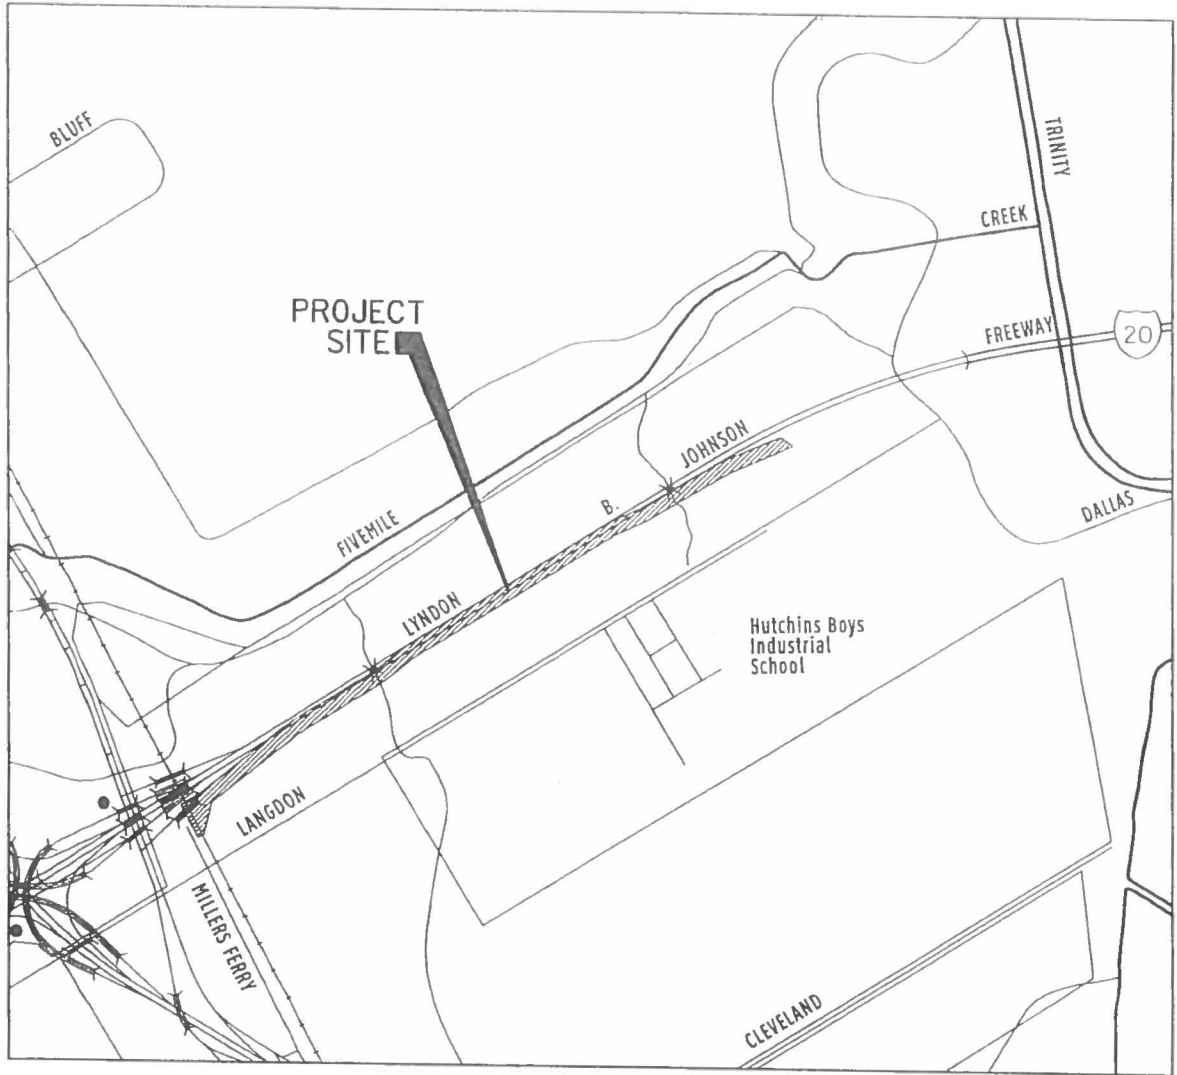 BLUFF
TRINITY
CREEK
PROJECT
SITE
FREEWAY
20
JOHNSON
B.
FIVEMILE
DALLAS
LYNDON
Hutchins Boys
Industrial
School
LANGDON
MILLERS FERRY
CLEVELAND